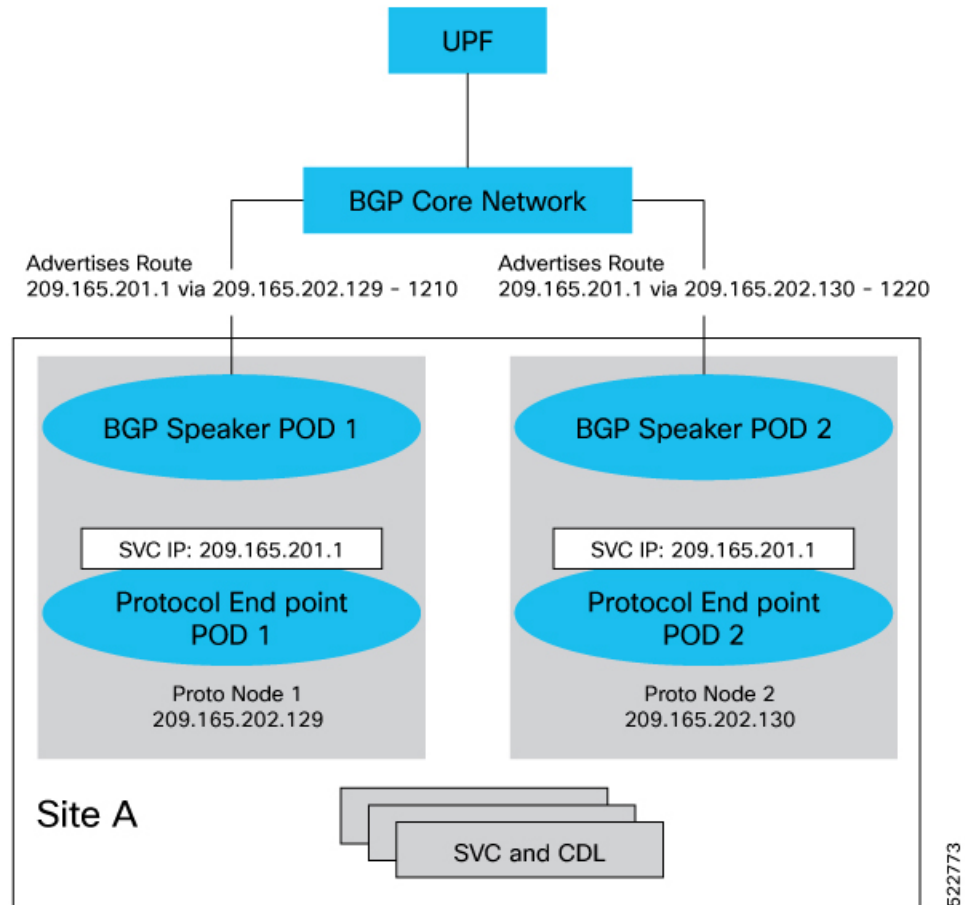 UPF
BGP Core Network
Advertises Route
209.165.201.1 via 209.165.202.129 - 1210
Advertises Route
209.165.201.1 via 209.165.202.130 - 1220
BGP Speaker POD 1
SVC IP: 209.165.201.1
Protocol End point
POD 1
Proto Node 1
209.165.202.129
BGP Speaker POD 2
SVC IP: 209.165.201.1
Protocol End point
POD 2
Proto Node 2
209.165.202.130
Site A
SVC and CDL
522773